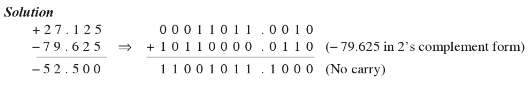 Solution
+27.125 00011011.0010
−79.625 ⇒ +10110000.0110 (−79.625 in 2's complement form)
−52.500 11001011.1000 (No carry)